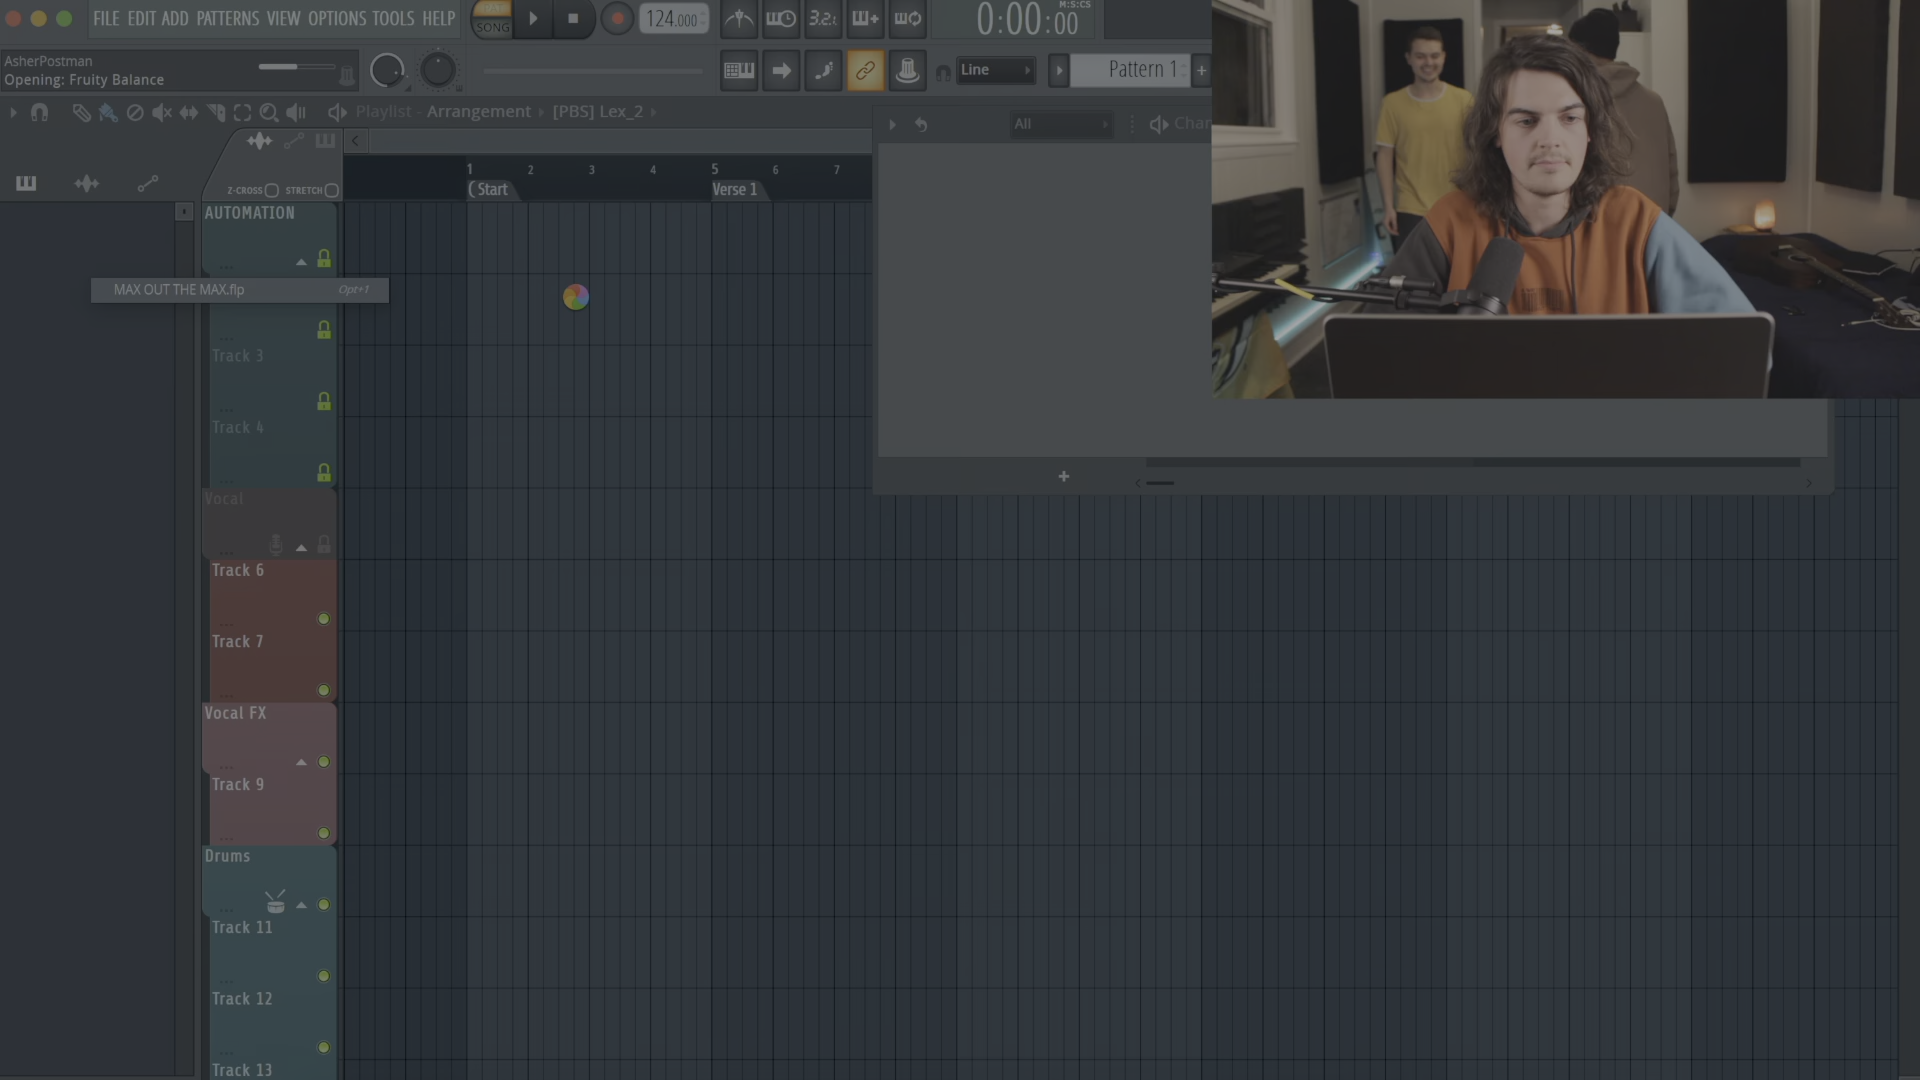 FILE EDIT ADD PATTERNS VIEW OPTIONS TOOLS HELP
SONG
124.000
3.2.
M:S:CS
0:00:00
AsherPostman
Opening: Fruity Balance
Line
Pattern 1
+
Playlist - Arrangement
[PBS] Lex_2
All
Chan
Z-CROSS
STRETCH
1
2
3
4
5
6
7
(Start
Verse 1
AUTOMATION
MAX OUT THE MAX.flp
Opt+1
Track 3
Track 4
Vocal
Track 6
Track 7
Vocal FX
Track 9
Drums
Track 11
Track 12
Track 13